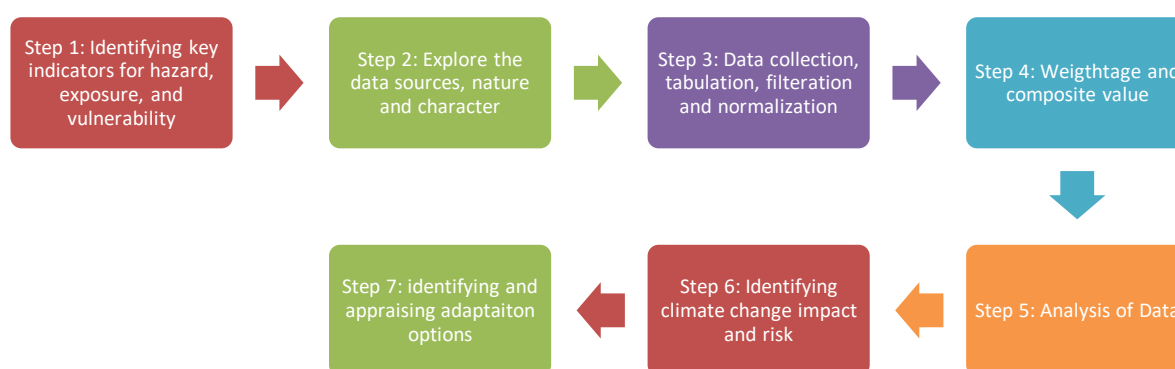 Step 1: Identifying key
indicators for hazard,
exposure, and
vulnerability
Step 2: Explore the
data sources, nature
and character
Step 3: Data collection,
tabulation, filteration
and normalization
Step 4: Weigthtage and
composite value
Step 5: Analysis of Data
Step 6: Identifying
climate change impact
and risk
Step 7: identifying and
appraising adaptaiton
options